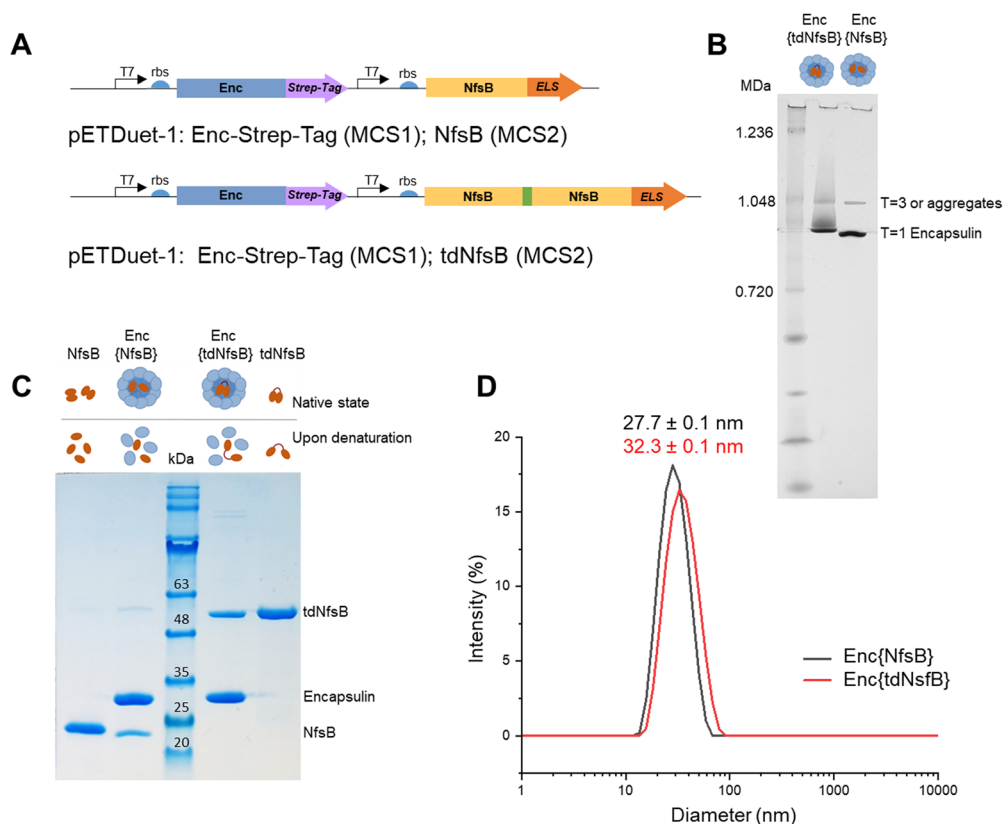 A
T7 rbs T7 rbs
Enc Strep-Tag NfsB ELS
pETDuet-1: Enc-Strep-Tag (MCS1); NfsB (MCS2)
T7 rbs T7 rbs
Enc Strep-Tag NfsB NfsB ELS
pETDuet-1: Enc-Strep-Tag (MCS1); tdNfsB (MCS2)
B
Enc Enc
{tdNfsB} {NfsB}
MDa
1.236
1.048
T=3 or aggregates
T=1 Encapsulin
0.720
C
Enc Enc
NfsB {NfsB} {tdNfsB} tdNfsB
Native state
Upon denaturation
kDa
63
tdNfsB
48
35
Encapsulin
25
NfsB
20
D
27.7 ± 0.1 nm
32.3 ± 0.1 nm
20
15
10
5
0
Intensity (%)
Enc{NfsB}
Enc{tdNsfB}
1 10 100 1000 10000
Diameter (nm)